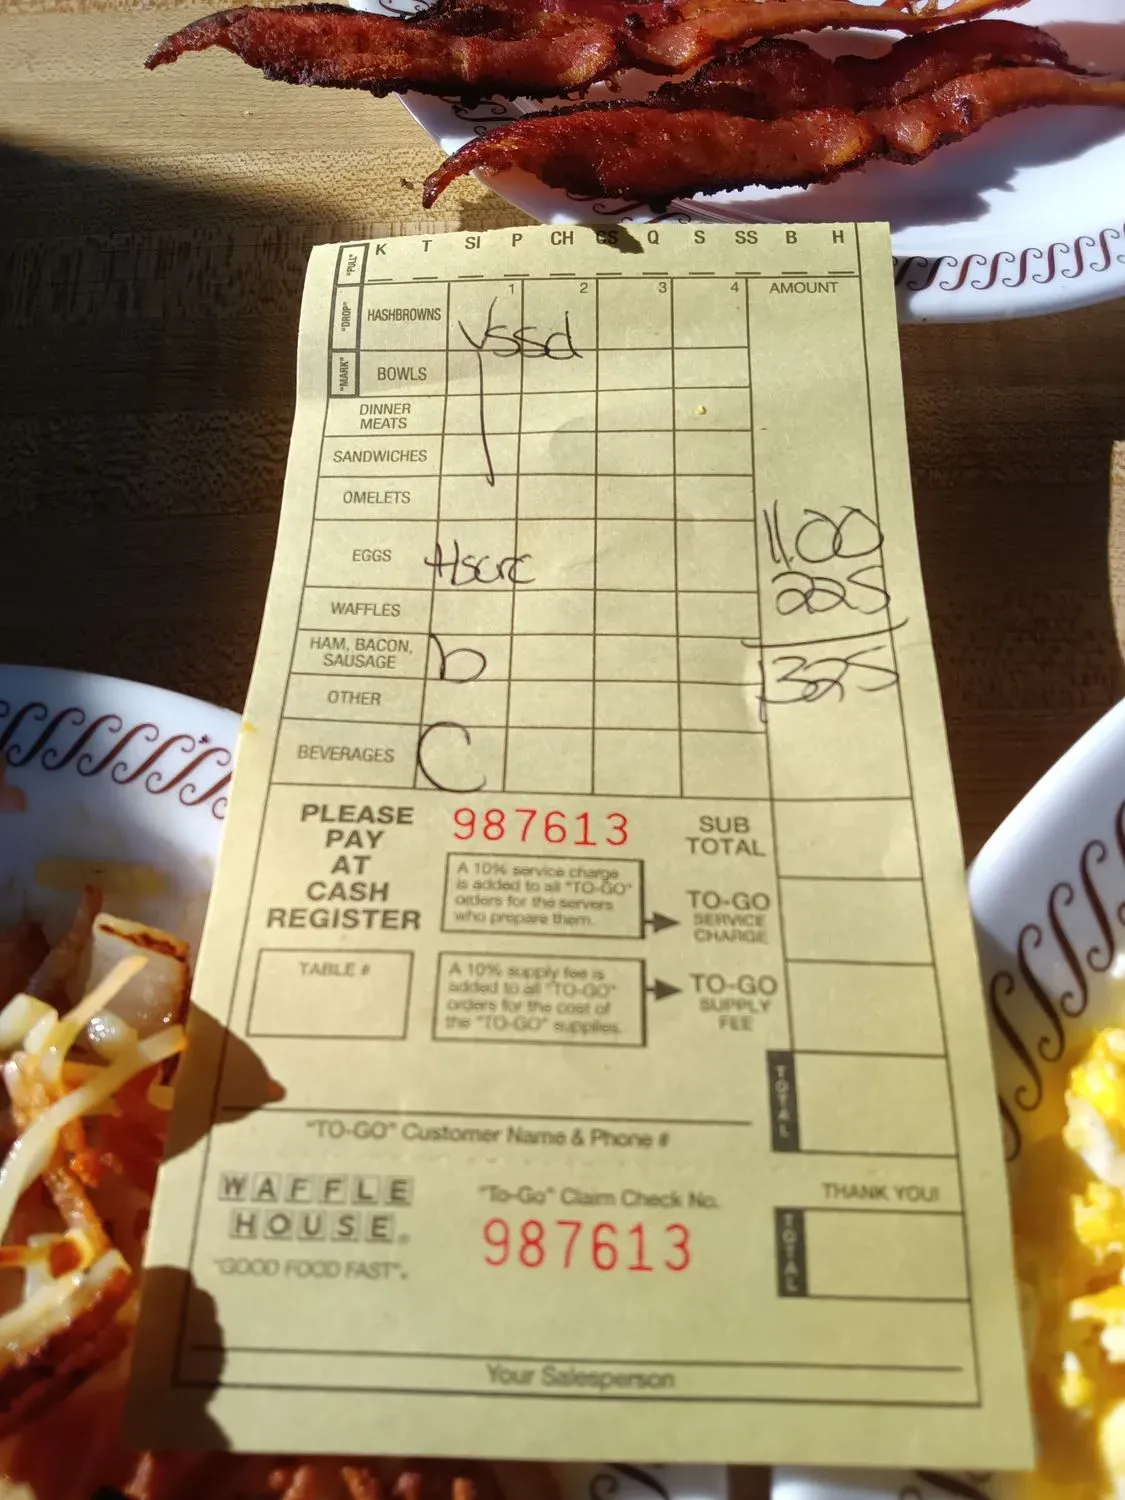 K T SI P CH CS Q S SS B H
"PULL"
"DROP"
"MARK"
1 2 3 4 AMOUNT
HASHBROWNS
BOWLS
DINNER
MEATS
SANDWICHES
OMELETS
EGGS
11.00
225
WAFFLES
HAM, BACON,
SAUSAGE b
1325
OTHER
BEVERAGES C
PLEASE
PAY
AT
CASH
REGISTER
987613
SUB
TOTAL
A 10% service charge
is added to all "TO-GO"
orders for the servers
who prepare them.
TO-GO
SERVICE
CHARGE
TABLE #
A 10% supply fee is
added to all "TO-GO"
orders for the cost of
the "TO-GO" supplies.
TO-GO
SUPPLY
FEE
TOTAL
"TO-GO" Customer Name & Phone #
WAFFLE
HOUSE®
"GOOD FOOD FAST"®
"To-Go" Claim Check No.
987613
THANK YOU!
TOTAL
Your Salesperson